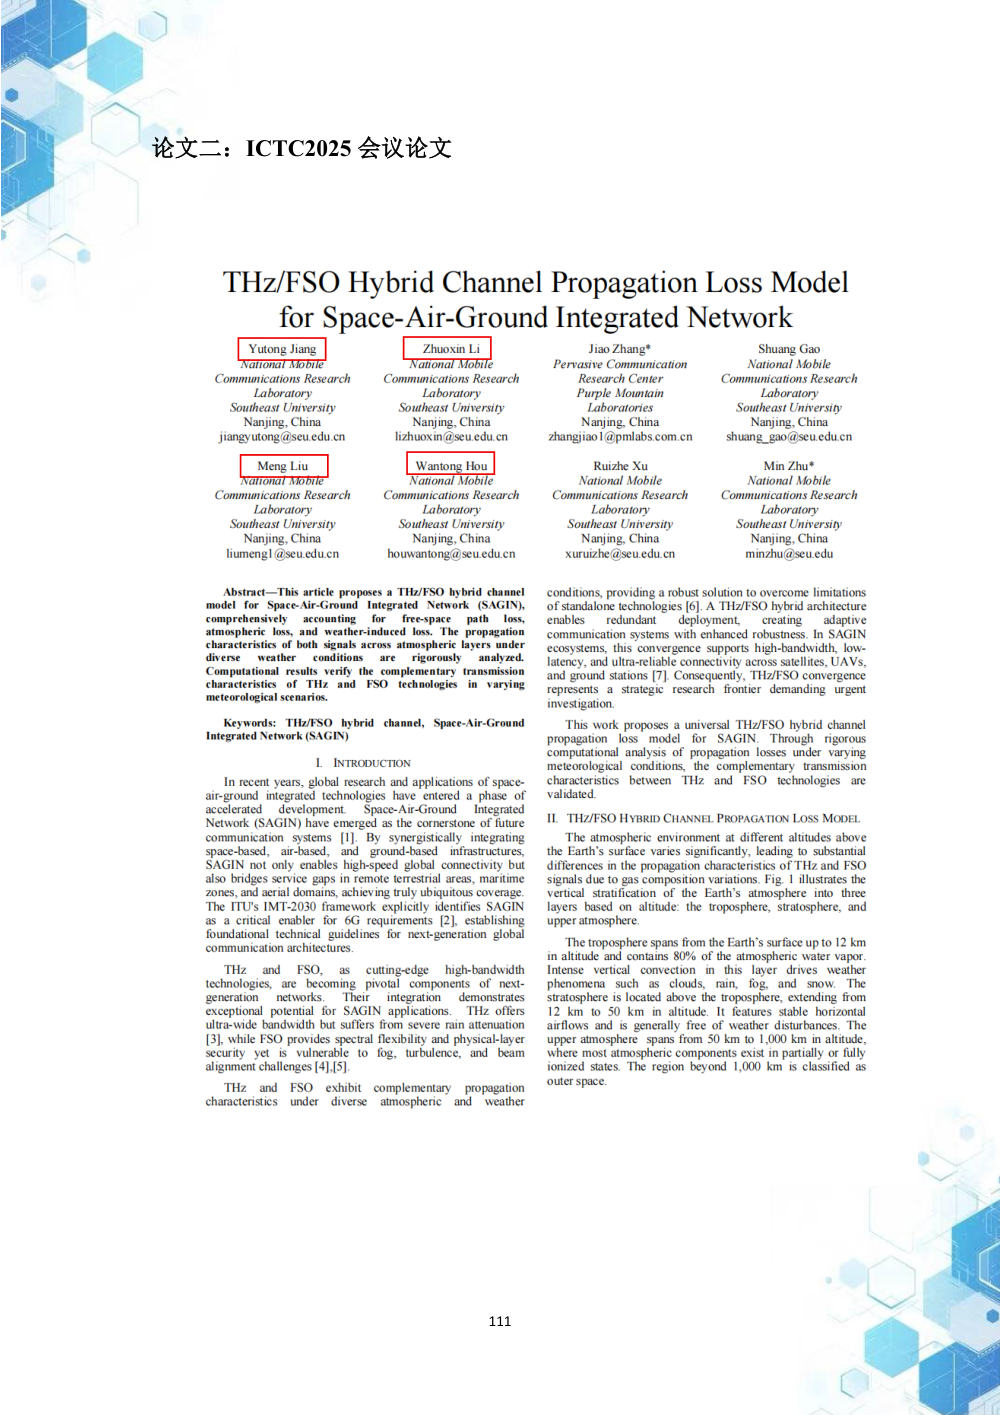 论文二：ICTC2025 会议论文
THz/FSO Hybrid Channel Propagation Loss Model
for Space-Air-Ground Integrated Network
Yutong Jiang
National Mobile
Communications Research
Laboratory
Southeast University
Nanjing, China
jiangyutong@seu.edu.cn
Zhuoxin Li
National Mobile
Communications Research
Laboratory
Southeast University
Nanjing, China
lizhuoxin@seu.edu.cn
Jiao Zhang*
Pervasive Communication
Research Center
Purple Mountain
Laboratories
Nanjing, China
zhangjiao1@pmlabs.com.cn
Shuang Gao
National Mobile
Communications Research
Laboratory
Southeast University
Nanjing, China
shuang_gao@seu.edu.cn
Meng Liu
National Mobile
Communications Research
Laboratory
Southeast University
Nanjing, China
liumeng1@seu.edu.cn
Wantong Hou
National Mobile
Communications Research
Laboratory
Southeast University
Nanjing, China
houwantong@seu.edu.cn
Ruizhe Xu
National Mobile
Communications Research
Laboratory
Southeast University
Nanjing, China
xuruizhe@seu.edu.cn
Min Zhu*
National Mobile
Communications Research
Laboratory
Southeast University
Nanjing, China
minzhu@seu.edu
Abstract—This article proposes a THz/FSO hybrid channel
model for Space-Air-Ground Integrated Network (SAGIN),
comprehensively accounting for free-space path loss,
atmospheric loss, and weather-induced loss. The propagation
characteristics of both signals across atmospheric layers under
diverse weather conditions are rigorously analyzed.
Computational results verify the complementary transmission
characteristics of THz and FSO technologies in varying
meteorological scenarios.
Keywords: THz/FSO hybrid channel, Space-Air-Ground
Integrated Network (SAGIN)
I. INTRODUCTION
In recent years, global research and applications of space-
air-ground integrated technologies have entered a phase of
accelerated development. Space-Air-Ground Integrated
Network (SAGIN) have emerged as the cornerstone of future
communication systems [1]. By synergistically integrating
space-based, air-based, and ground-based infrastructures,
SAGIN not only enables high-speed global connectivity but
also bridges service gaps in remote terrestrial areas, maritime
zones, and aerial domains, achieving truly ubiquitous coverage.
The ITU's IMT-2030 framework explicitly identifies SAGIN
as a critical enabler for 6G requirements [2], establishing
foundational technical guidelines for next-generation global
communication architectures.
THz and FSO, as cutting-edge high-bandwidth
technologies, are becoming pivotal components of next-
generation networks. Their integration demonstrates
exceptional potential for SAGIN applications. THz offers
ultra-wide bandwidth but suffers from severe rain attenuation
[3], while FSO provides spectral flexibility and physical-layer
security yet is vulnerable to fog, turbulence, and beam
alignment challenges [4],[5].
THz and FSO exhibit complementary propagation
characteristics under diverse atmospheric and weather
conditions, providing a robust solution to overcome limitations
of standalone technologies [6]. A THz/FSO hybrid architecture
enables redundant deployment, creating adaptive
communication systems with enhanced robustness. In SAGIN
ecosystems, this convergence supports high-bandwidth, low-
latency, and ultra-reliable connectivity across satellites, UAVs,
and ground stations [7]. Consequently, THz/FSO convergence
represents a strategic research frontier demanding urgent
investigation.
This work proposes a universal THz/FSO hybrid channel
propagation loss model for SAGIN. Through rigorous
computational analysis of propagation losses under varying
meteorological conditions, the complementary transmission
characteristics between THz and FSO technologies are
validated.
II. THZ/FSO HYBRID CHANNEL PROPAGATION LOSS MODEL
The atmospheric environment at different altitudes above
the Earth's surface varies significantly, leading to substantial
differences in the propagation characteristics of THz and FSO
signals due to gas composition variations. Fig. 1 illustrates the
vertical stratification of the Earth's atmosphere into three
layers based on altitude: the troposphere, stratosphere, and
upper atmosphere.
The troposphere spans from the Earth's surface up to 12 km
in altitude and contains 80% of the atmospheric water vapor.
Intense vertical convection in this layer drives weather
phenomena such as clouds, rain, fog, and snow. The
stratosphere is located above the troposphere, extending from
12 km to 50 km in altitude. It features stable horizontal
airflows and is generally free of weather disturbances. The
upper atmosphere spans from 50 km to 1,000 km in altitude,
where most atmospheric components exist in partially or fully
ionized states. The region beyond 1,000 km is classified as
outer space.
111